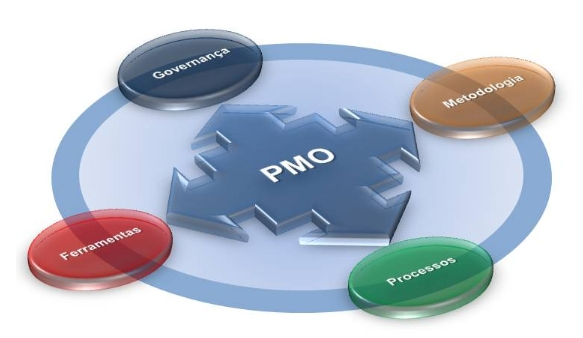 Governança
Metodologia
PMO
Ferramentas
Processos